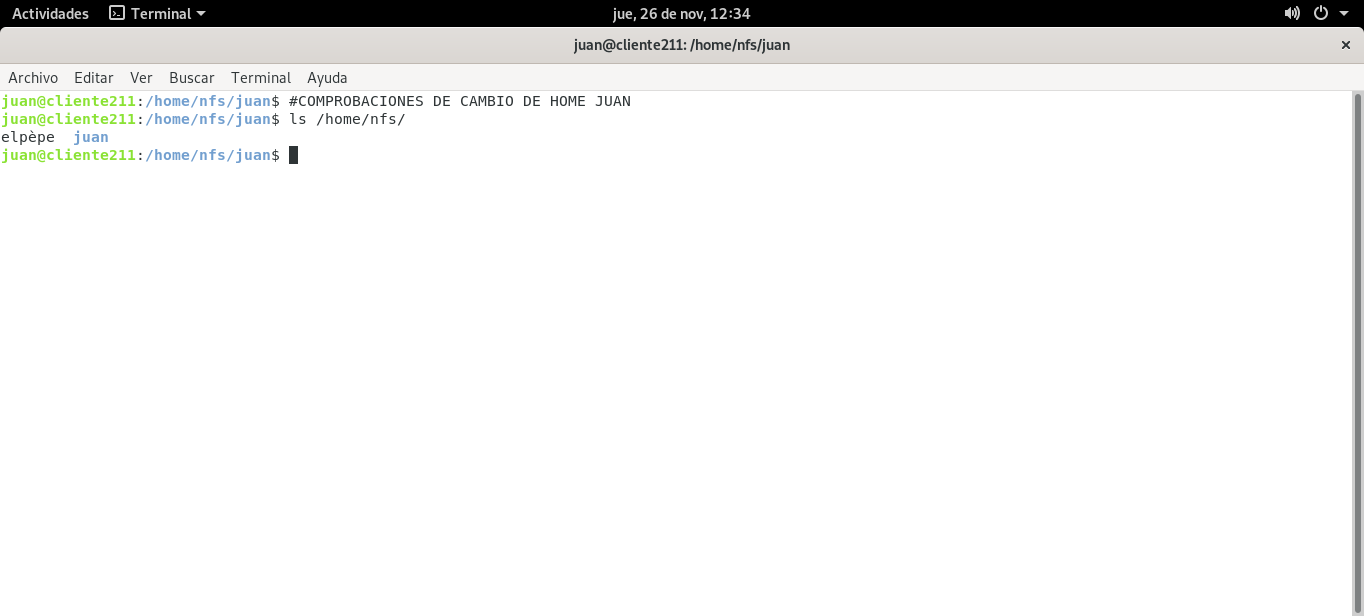 Actividades Terminal jue, 26 de nov, 12:34
juan@cliente211: /home/nfs/juan ×
Archivo Editar Ver Buscar Terminal Ayuda
juan@cliente211:/home/nfs/juan$ #COMPROBACIONES DE CAMBIO DE HOME JUAN
juan@cliente211:/home/nfs/juan$ ls /home/nfs/
elpèpe juan
juan@cliente211:/home/nfs/juan$